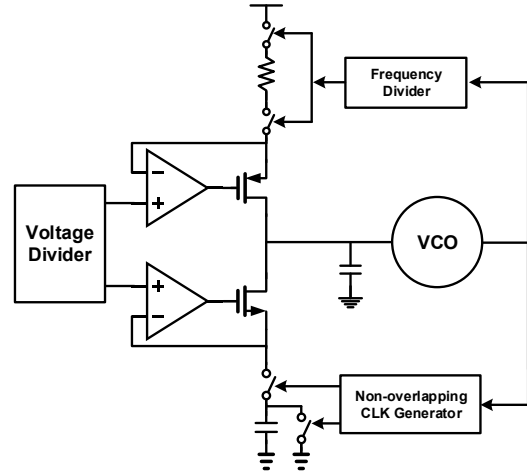 Frequency
Divider
Voltage
Divider
−
+
+
−
VCO
Non-overlapping
CLK Generator